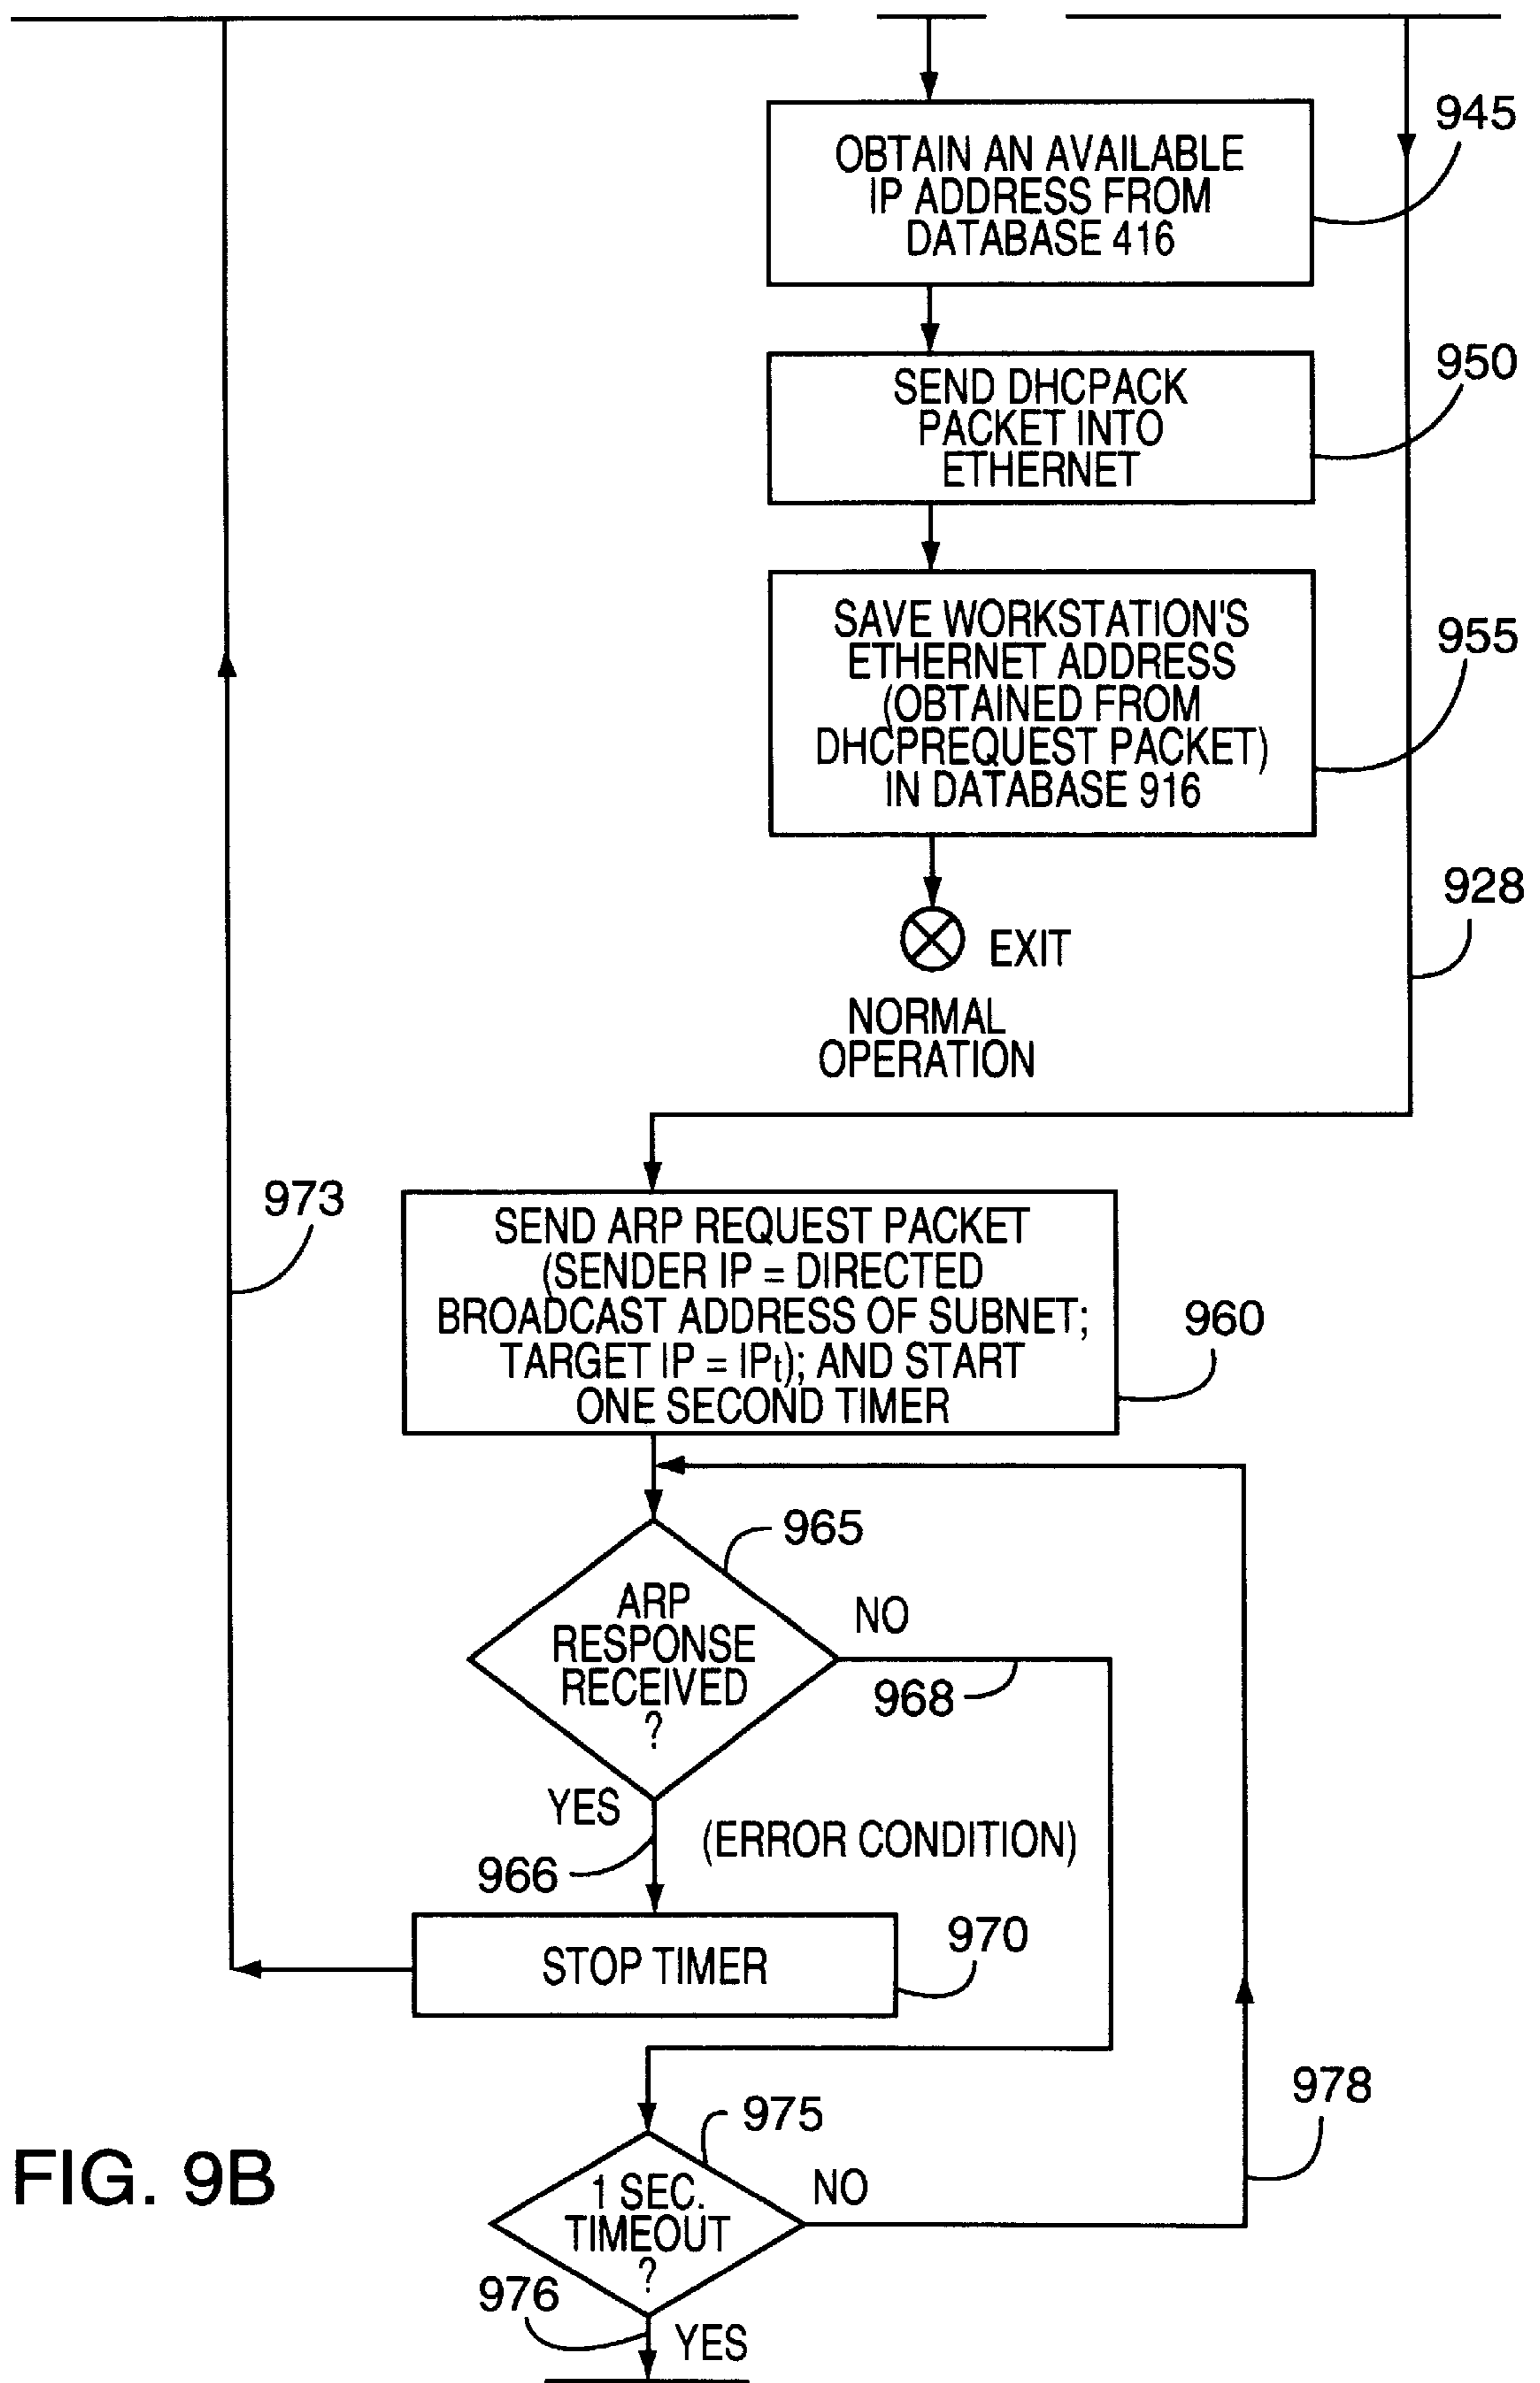 945
OBTAIN AN AVAILABLE
IP ADDRESS FROM
DATABASE 416
950
SEND DHCPACK
PACKET INTO
ETHERNET
955
SAVE WORKSTATION'S
ETHERNET ADDRESS
(OBTAINED FROM
DHCPREQUEST PACKET)
IN DATABASE 916
928
EXIT
NORMAL
OPERATION
973
SEND ARP REQUEST PACKET
(SENDER IP = DIRECTED
BROADCAST ADDRESS OF SUBNET;
TARGET IP = IPt); AND START
ONE SECOND TIMER
960
965
ARP
RESPONSE
RECEIVED
?
NO
968
YES
(ERROR CONDITION)
966
970
STOP TIMER
978
975
FIG. 9B
1 SEC.
TIMEOUT
?
NO
976
YES